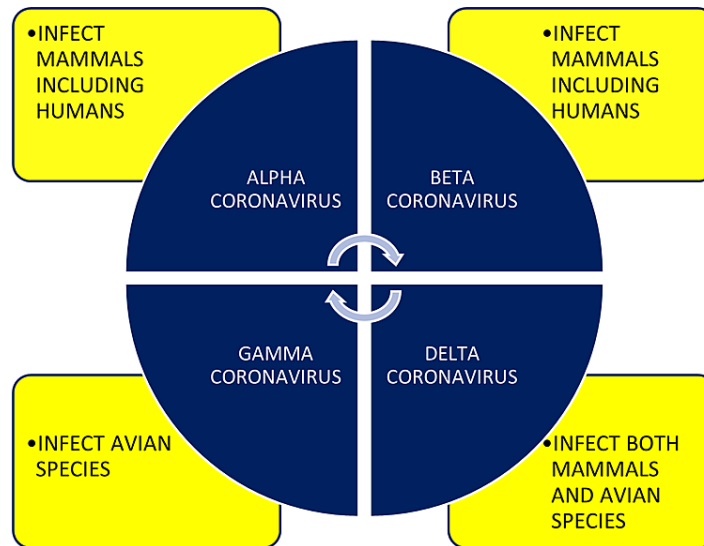 •INFECT
MAMMALS
INCLUDING
HUMANS
•INFECT
MAMMALS
INCLUDING
HUMANS
ALPHA
CORONAVIRUS
BETA
CORONAVIRUS
GAMMA
CORONAVIRUS
DELTA
CORONAVIRUS
•INFECT AVIAN
SPECIES
•INFECT BOTH
MAMMALS
AND AVIAN
SPECIES